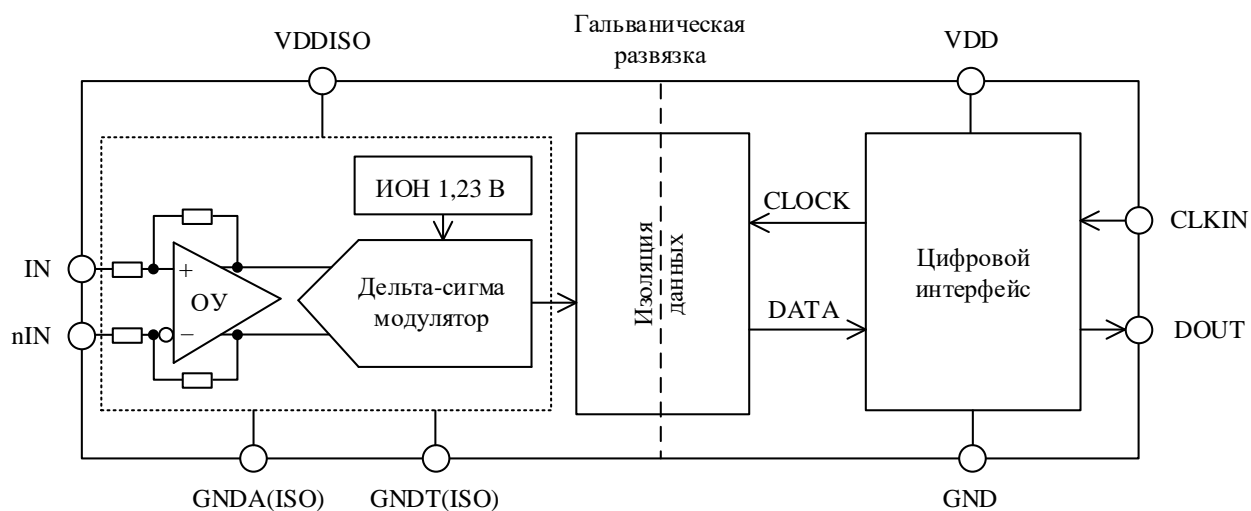 Гальваническая
развязка
VDDISO
VDD
ИОН 1,23 В
CLOCK
CLKIN
IN
+
ОУ
Дельта-сигма
модулятор
Изоляция
данных
Цифровой
интерфейс
nIN
−
DATA
DOUT
GNDA(ISO)
GNDT(ISO)
GND